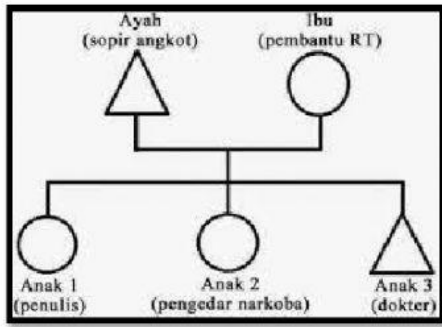 Ayah
(sopir angkot)
Ibu
(pembantu RT)
Anak 1
(penulis)
Anak 2
(pengedar narkoba)
Anak 3
(dokter)